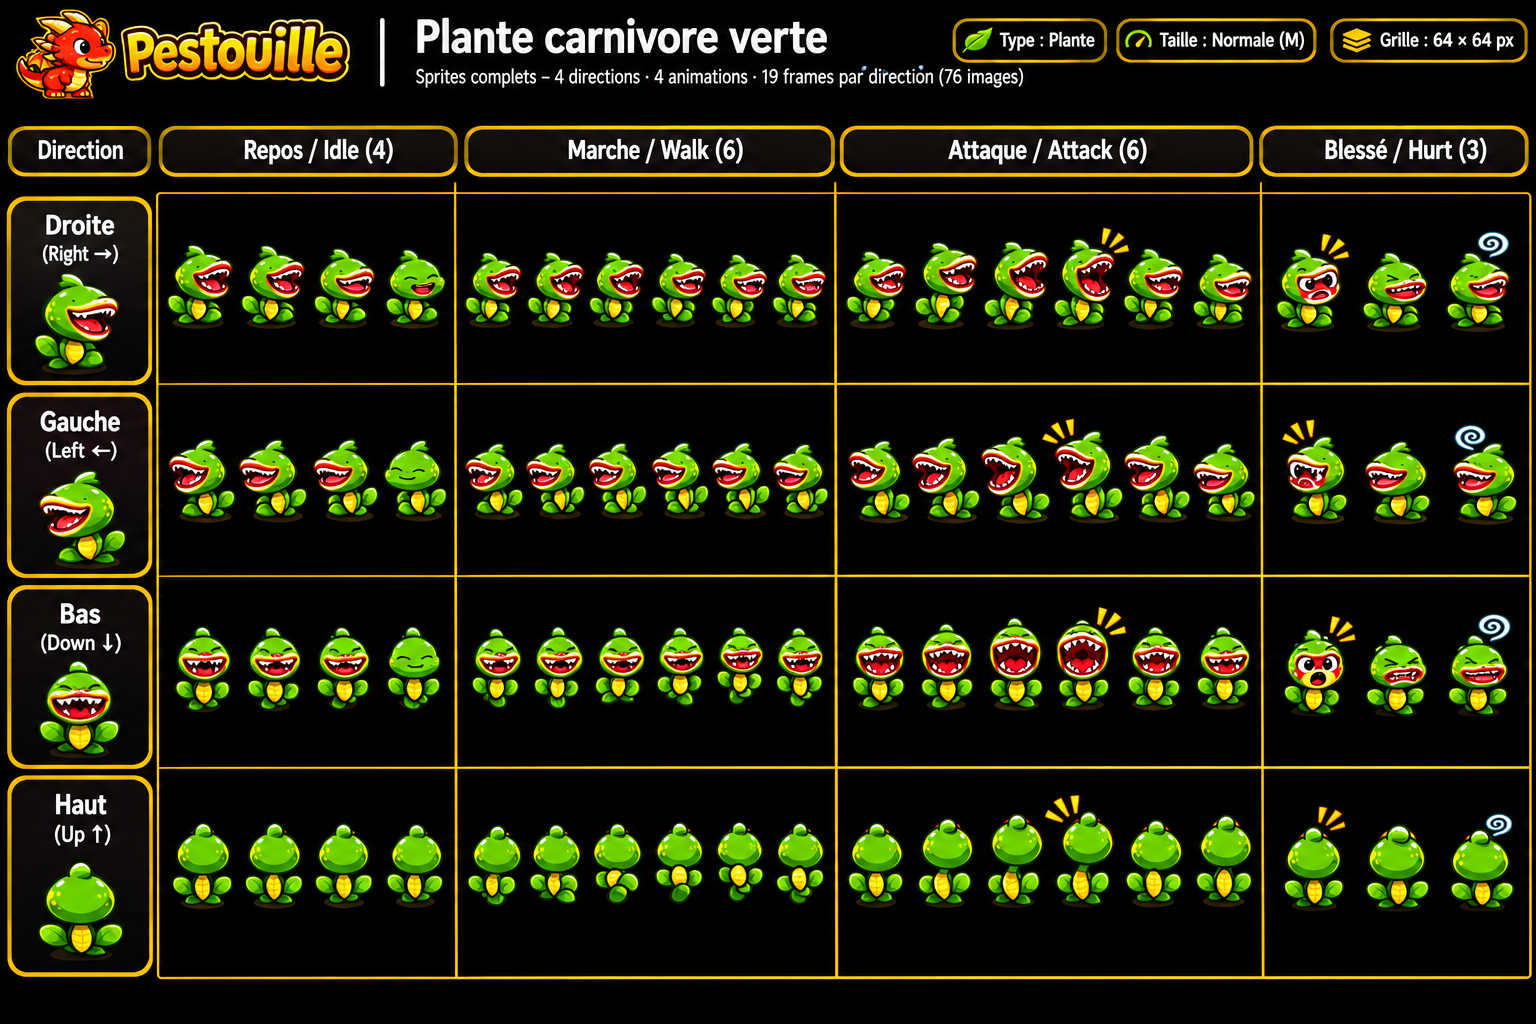 Pestouille
Plante carnivore verte
Sprites complets – 4 directions · 4 animations · 19 frames par direction (76 images)
Type : Plante
Taille : Normale (M)
Grille : 64 × 64 px
Direction
Repos / Idle (4)
Marche / Walk (6)
Attaque / Attack (6)
Blessé / Hurt (3)
Droite
(Right →)
Gauche
(Left ←)
Bas
(Down ↓)
Haut
(Up ↑)